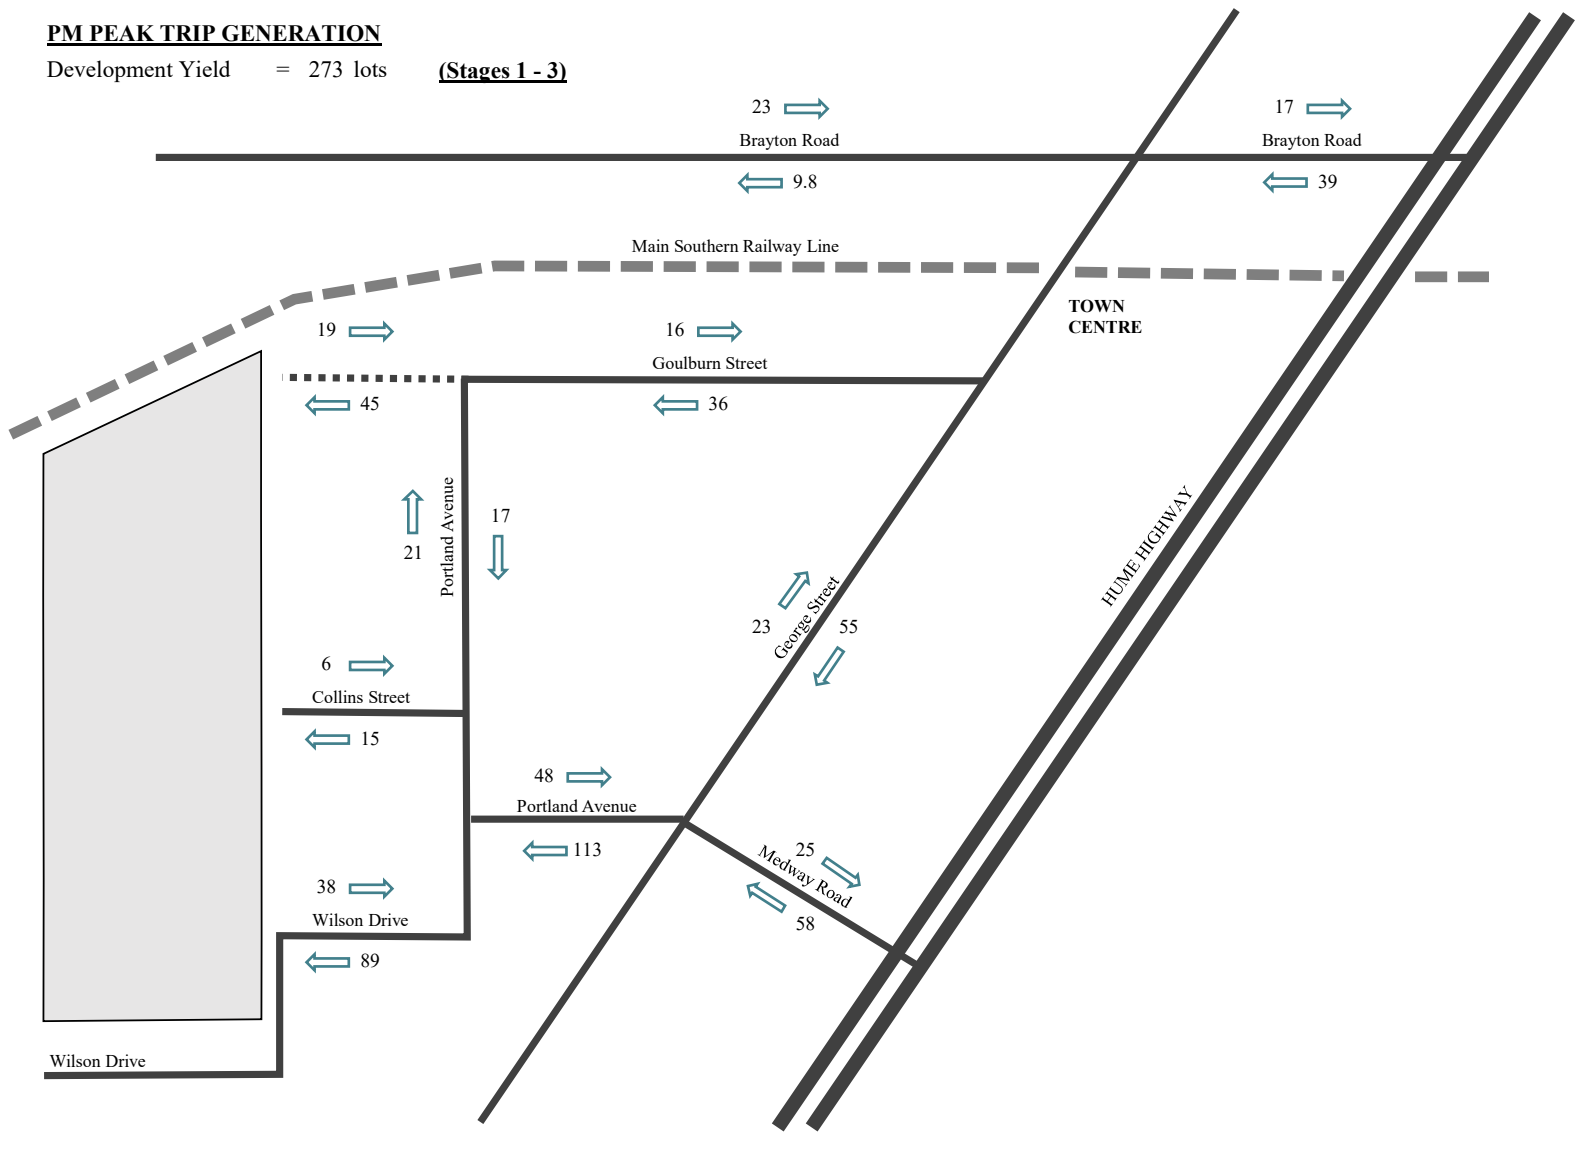 PM PEAK TRIP GENERATION
Development Yield = 273 lots (Stages 1 - 3)
23
17
Brayton Road
Brayton Road
9.8
39
Main Southern Railway Line
TOWN
CENTRE
19
16
Goulburn Street
45
36
Portland Avenue
17
21
HUME HIGHWAY
George Street
23
55
6
Collins Street
15
48
Portland Avenue
113
25
Medway Road
58
38
Wilson Drive
89
Wilson Drive